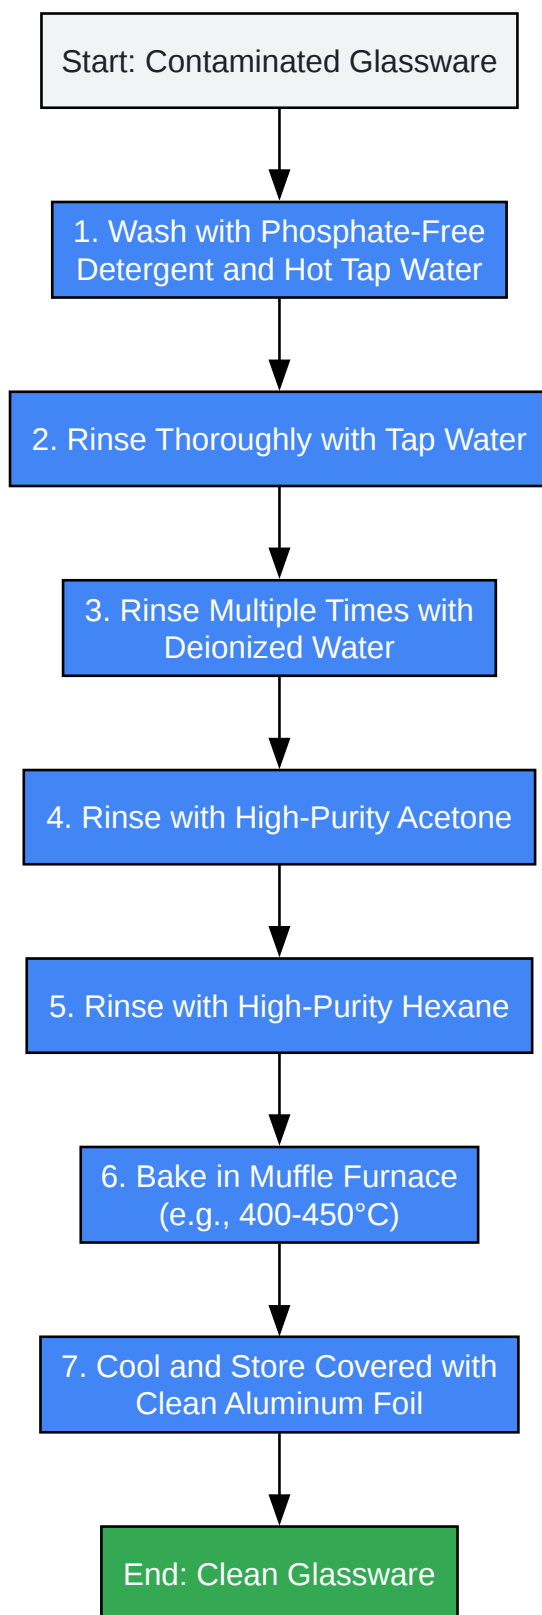 Start: Contaminated Glassware
1. Wash with Phosphate-Free
Detergent and Hot Tap Water
2. Rinse Thoroughly with Tap Water
3. Rinse Multiple Times with
Deionized Water
4. Rinse with High-Purity Acetone
5. Rinse with High-Purity Hexane
6. Bake in Muffle Furnace
(e.g., 400-450°C)
7. Cool and Store Covered with
Clean Aluminum Foil
End: Clean Glassware